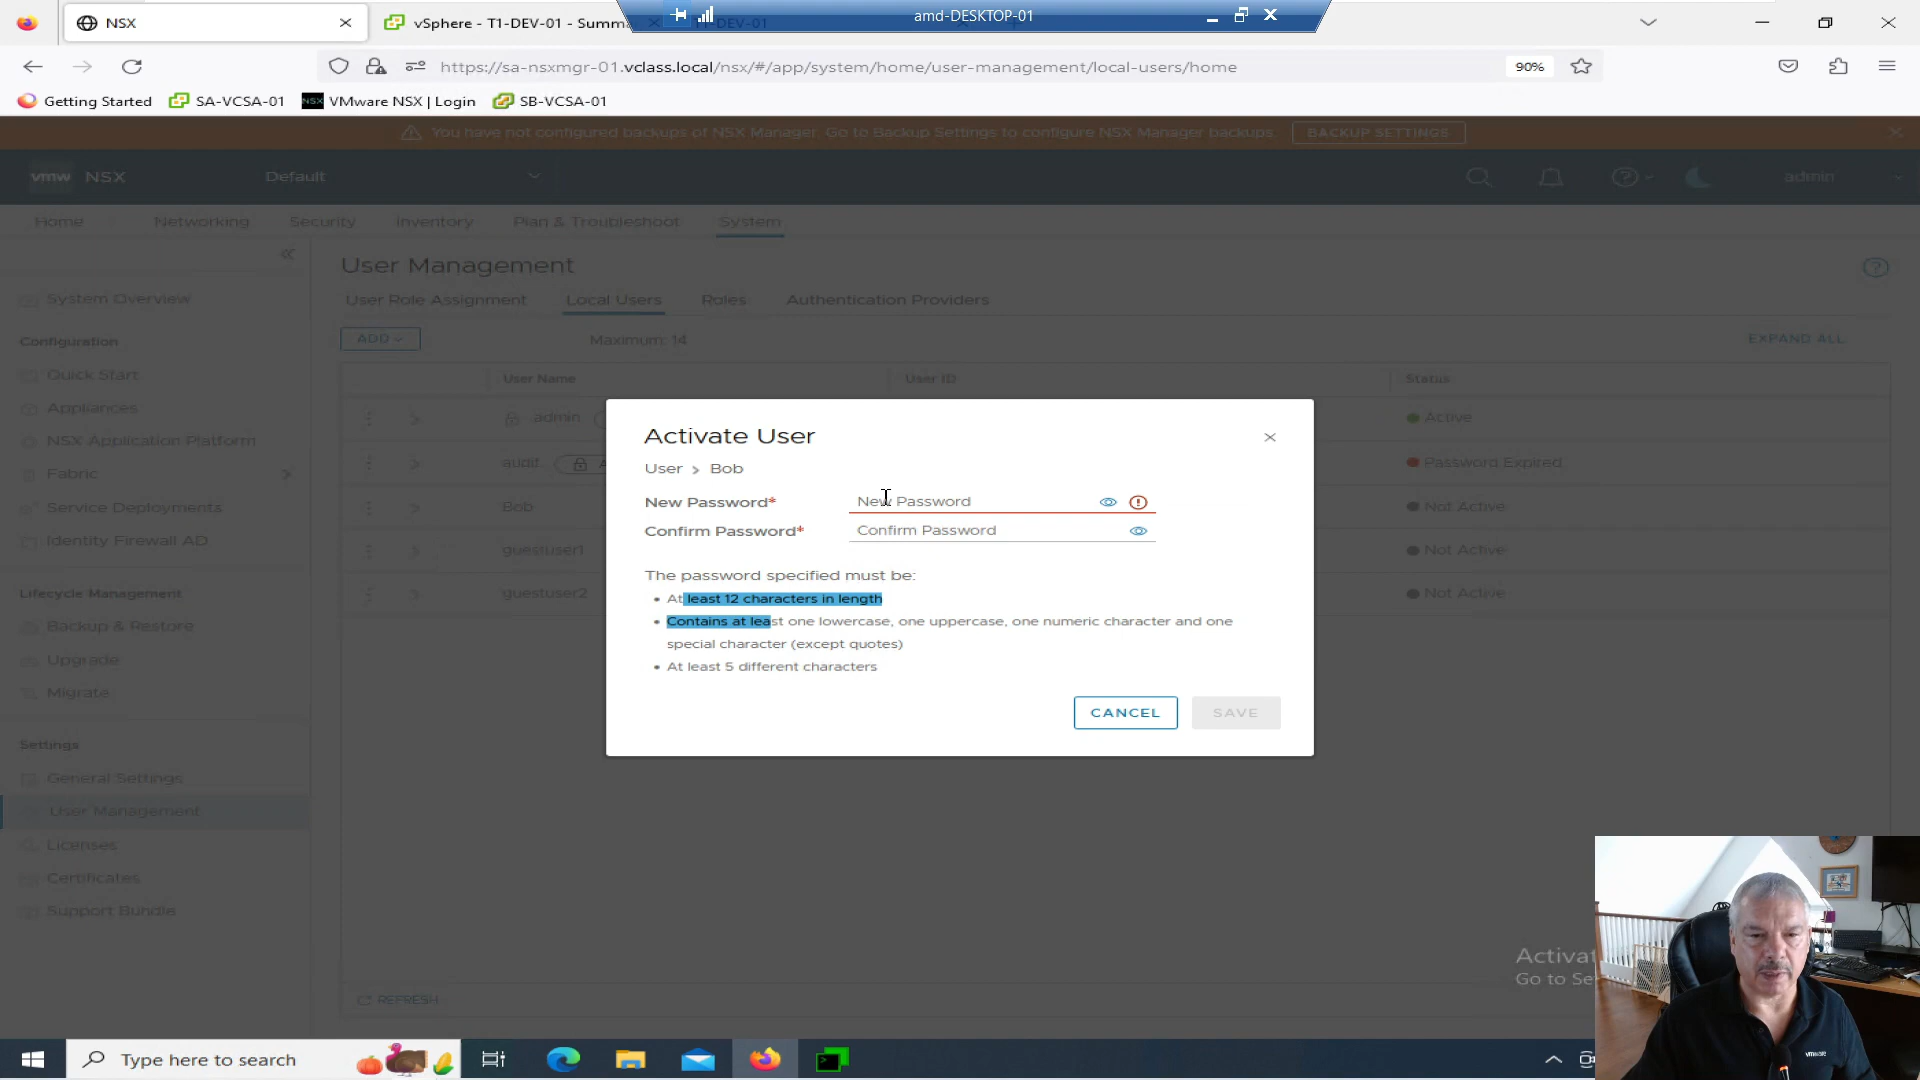 amd-DESKTOP-01
NSX
vSphere - T1-DEV-01 - Summ
T1-DEV-01
https://sa-nsxmgr-01.vclass.local/nsx/#/app/system/home/user-management/local-users/home
90%
Getting Started
SA-VCSA-01
NSX
VMware NSX | Login
SB-VCSA-01
You have not configured backups of NSX Manager. Go to Backup Settings to configure NSX Manager backups.
BACKUP SETTINGS
vmw NSX
Default
admin
Home
Networking
Security
Inventory
Plan & Troubleshoot
System
System Overview
Configuration
Quick Start
Appliances
NSX Application Platform
Fabric
Service Deployments
Identity Firewall AD
Lifecycle Management
Backup & Restore
Upgrade
Migrate
Settings
General Settings
User Management
Licenses
Certificates
Support Bundle
User Management
User Role Assignment
Local Users
Roles
Authentication Providers
ADD
Maximum: 14
EXPAND ALL
User Name
User ID
Status
admin
Active
audit
A
Password Expired
Bob
Not Active
guestuser1
Not Active
guestuser2
Not Active
REFRESH
Activate User
User > Bob
New Password*
New Password
Confirm Password*
Confirm Password
The password specified must be:
• At least 12 characters in length
• Contains at least one lowercase, one uppercase, one numeric character and one
special character (except quotes)
• At least 5 different characters
CANCEL
SAVE
Activat
Go to Se
vmware
Type here to search